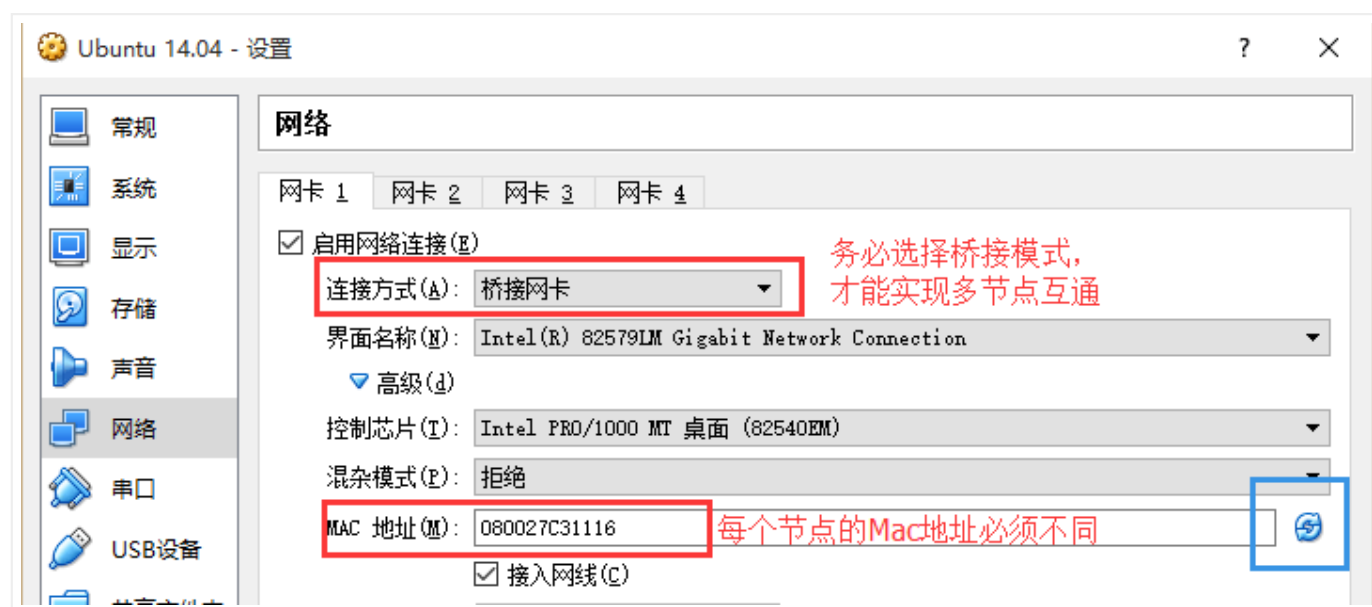 Ubuntu 14.04 - 设置
?
常规
系统
显示
存储
声音
网络
串口
USB设备
网络
网卡 1 网卡 2 网卡 3 网卡 4
启用网络连接(E)
务必选择桥接模式,
才能实现多节点互通
连接方式(A): 桥接网卡
界面名称(N): Intel(R) 82579LM Gigabit Network Connection
高级(d)
控制芯片(T): Intel PRO/1000 MT 桌面 (82540EM)
混杂模式(P): 拒绝
MAC 地址(M): 080027C31116 每个节点的Mac地址必须不同
接入网线(C)